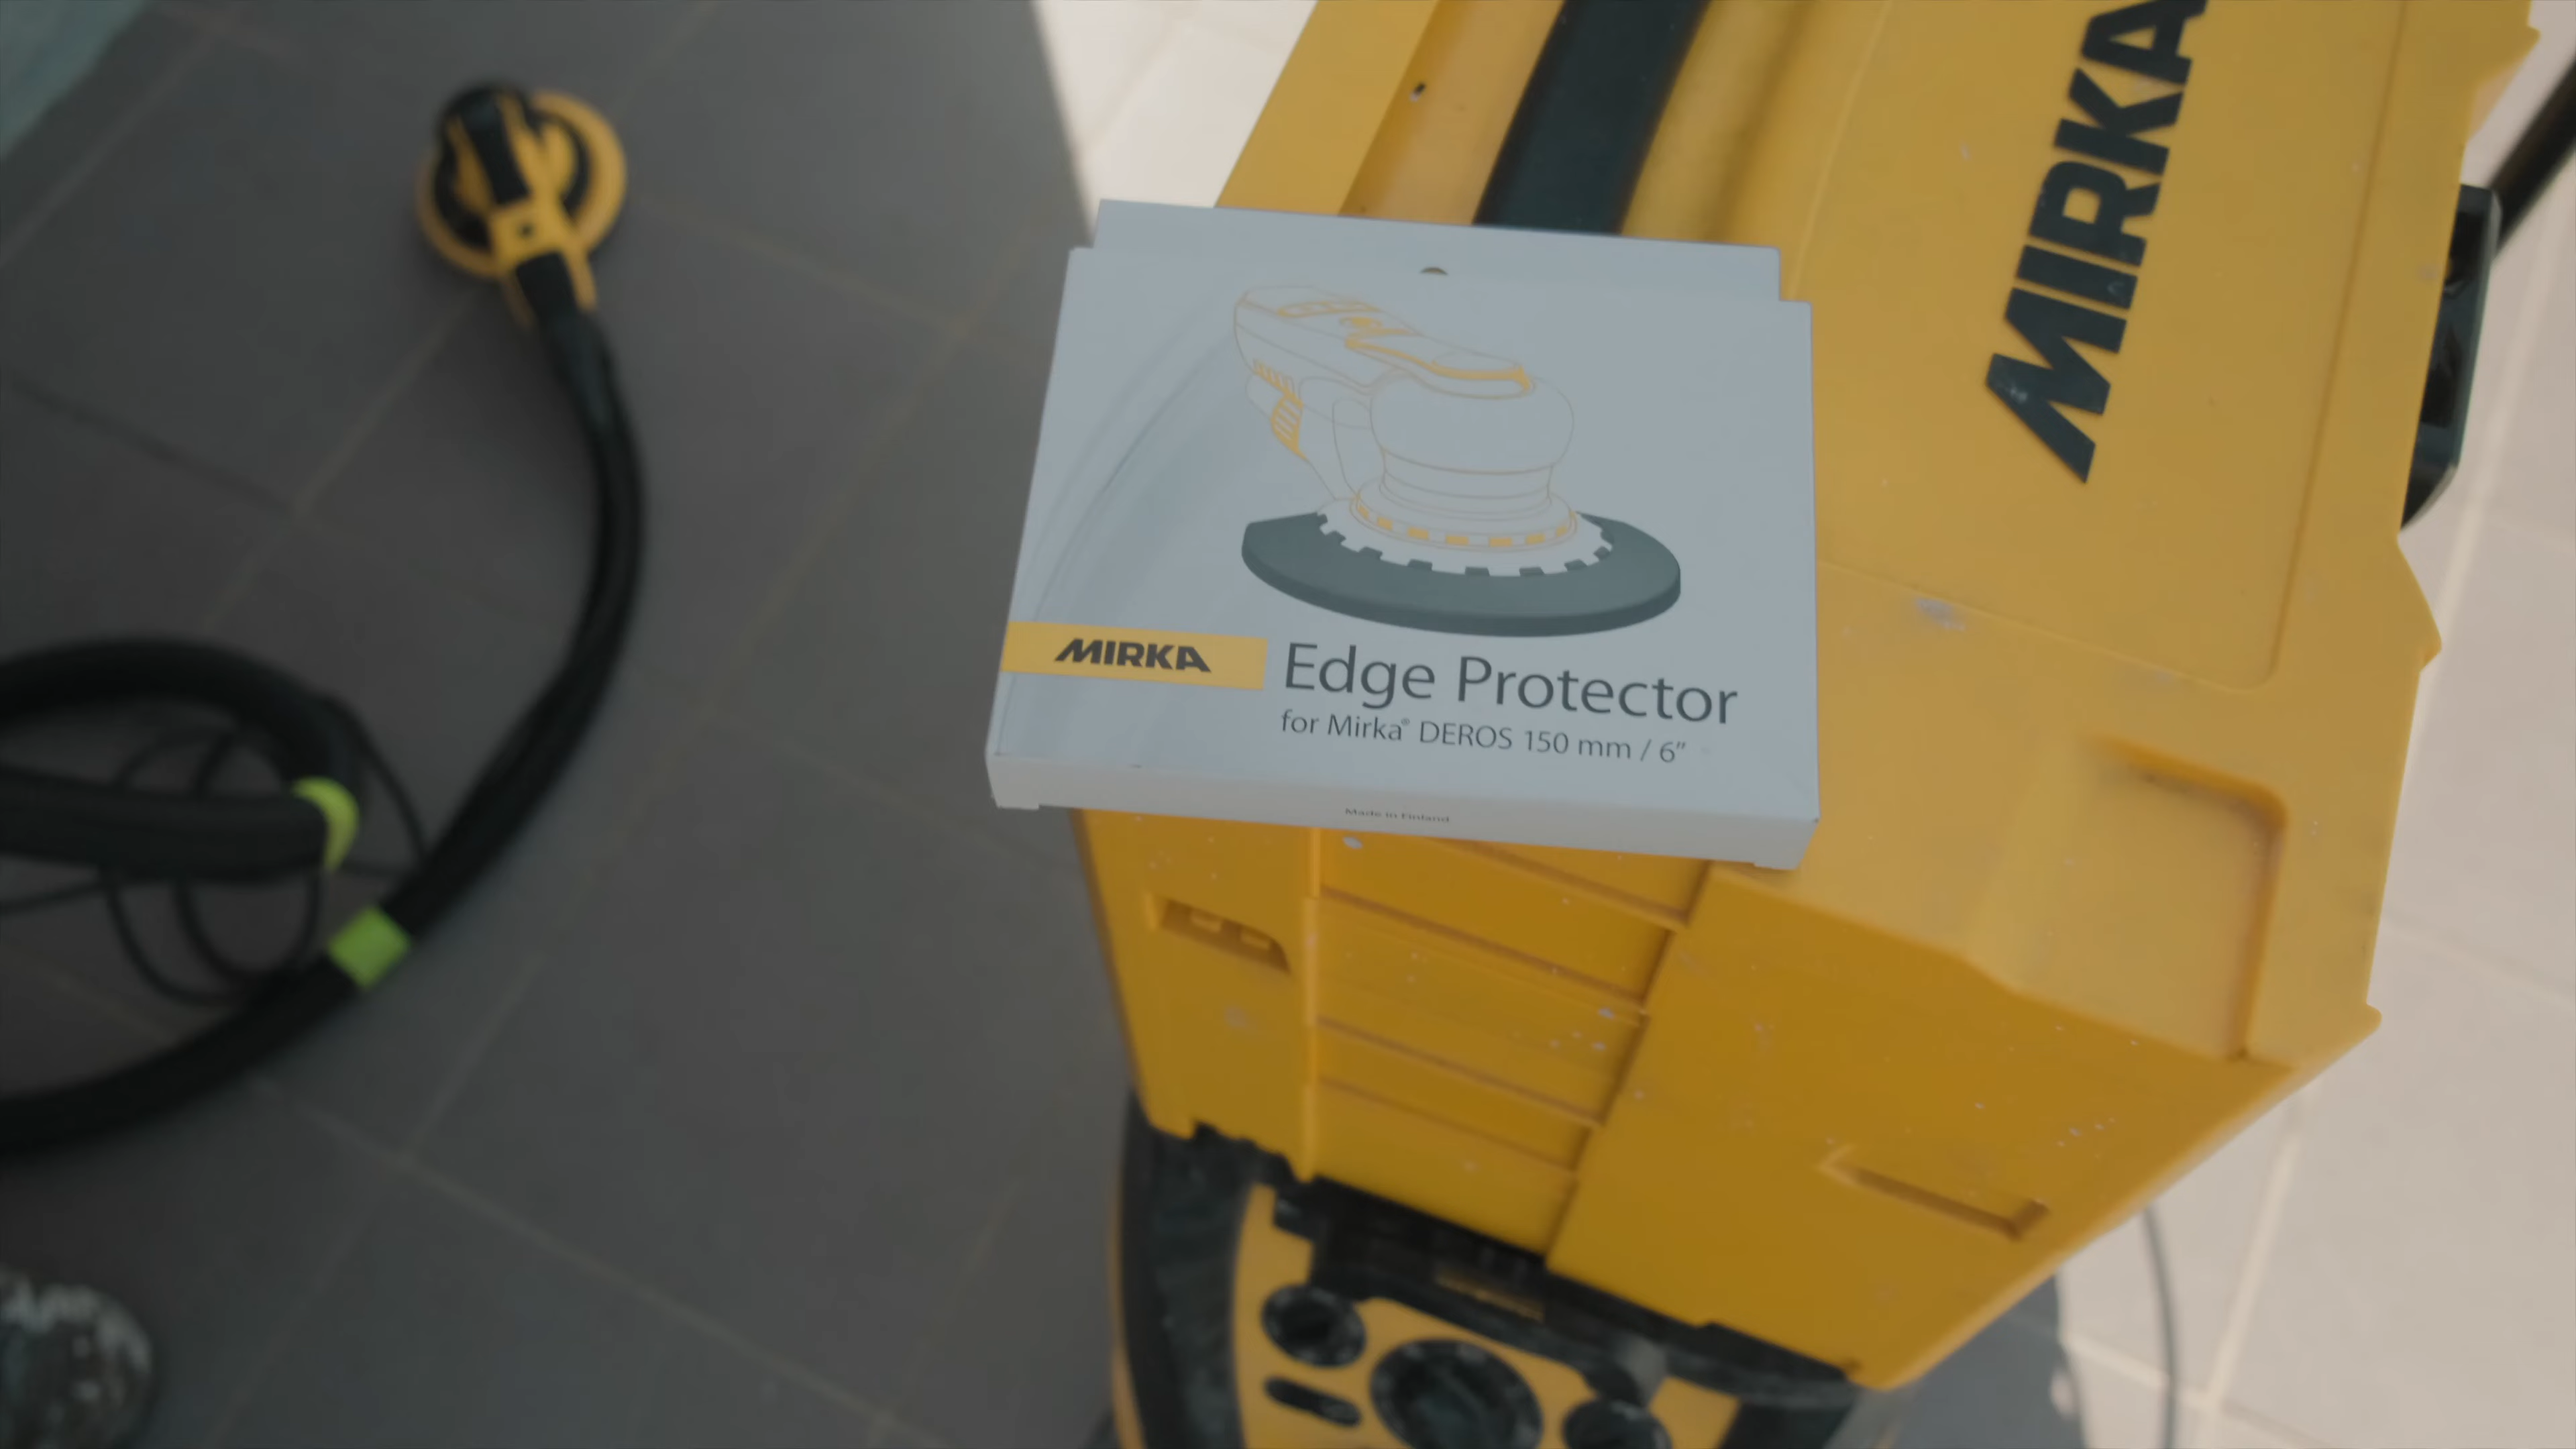 MIRKA
MIRKA
Edge Protector
for Mirka® DEROS 150 mm / 6”
Made in Finland